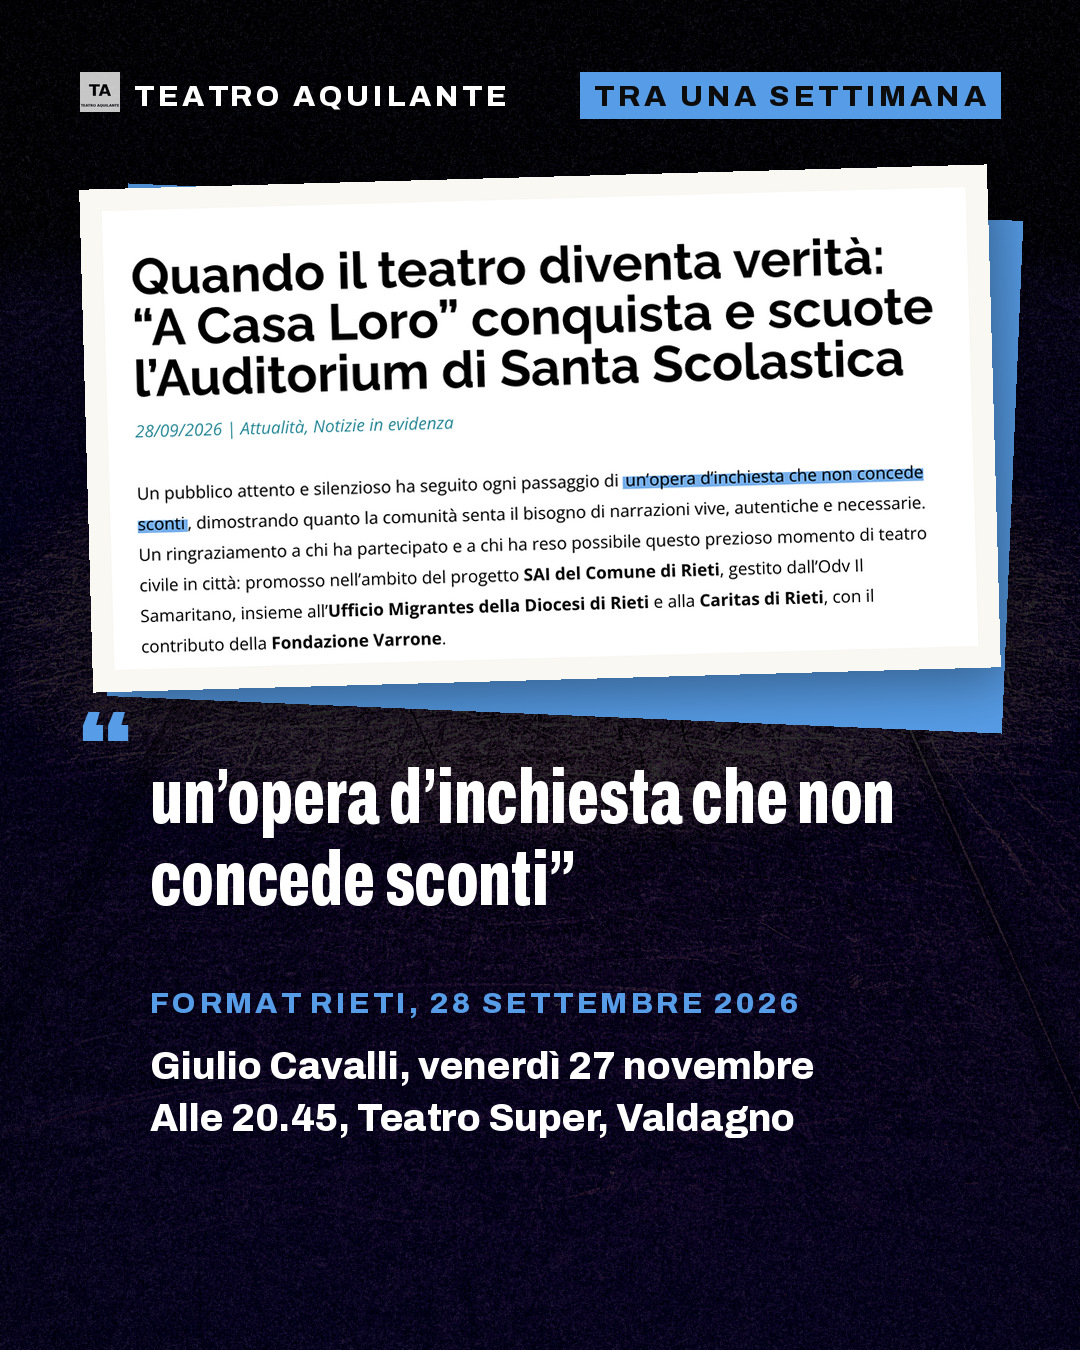 TA
TEATRO AQUILANTE
TEATRO AQUILANTE
TRA UNA SETTIMANA
Quando il teatro diventa verità:
“A Casa Loro” conquista e scuote
l’Auditorium di Santa Scolastica
28/09/2026 | Attualità, Notizie in evidenza
Un pubblico attento e silenzioso ha seguito ogni passaggio di un’opera d’inchiesta che non concede
sconti, dimostrando quanto la comunità senta il bisogno di narrazioni vive, autentiche e necessarie.
Un ringraziamento a chi ha partecipato e a chi ha reso possibile questo prezioso momento di teatro
civile in città: promosso nell’ambito del progetto SAI del Comune di Rieti, gestito dall’Odv Il
Samaritano, insieme all’Ufficio Migrantes della Diocesi di Rieti e alla Caritas di Rieti, con il
contributo della Fondazione Varrone.
“
un’opera d’inchiesta che non
concede sconti”
FORMAT RIETI, 28 SETTEMBRE 2026
Giulio Cavalli, venerdì 27 novembre
Alle 20.45, Teatro Super, Valdagno